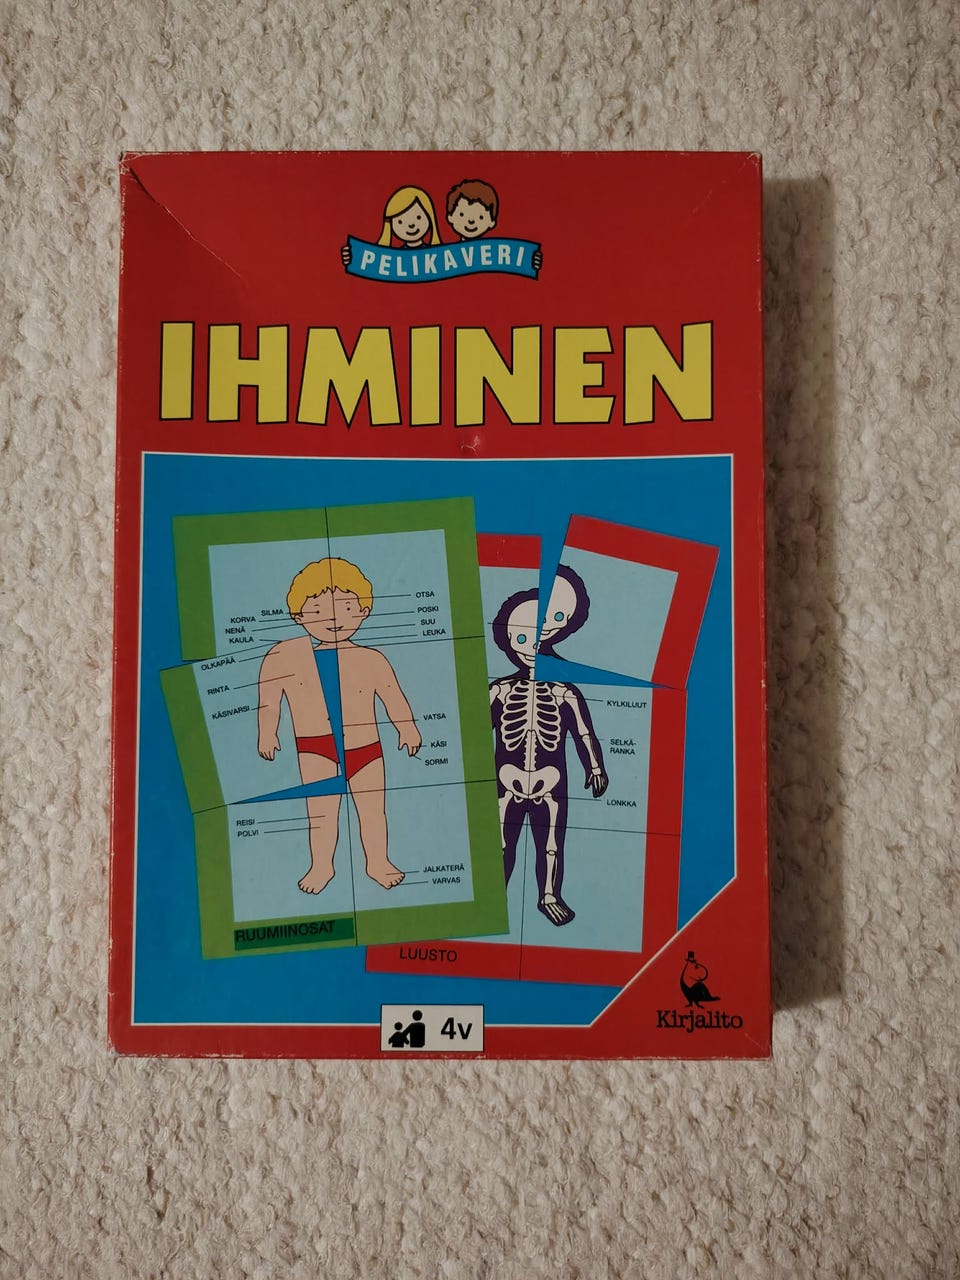 PELIKAVERI
IHMINEN
SILMA
KORVA
NENÄ
KAULA
OLKAPÄÄ
RINTA
KÄSIVARSI
OTSA
POSKI
SUU
LEUKA
VATSA
KÄSI
SORMI
REISI
POLVI
JALKATERÄ
VARVAS
RUUMIINOSAT
KYLKILUUT
SELKÄ-
RANKA
LONKKA
LUUSTO
4v
Kirjalito